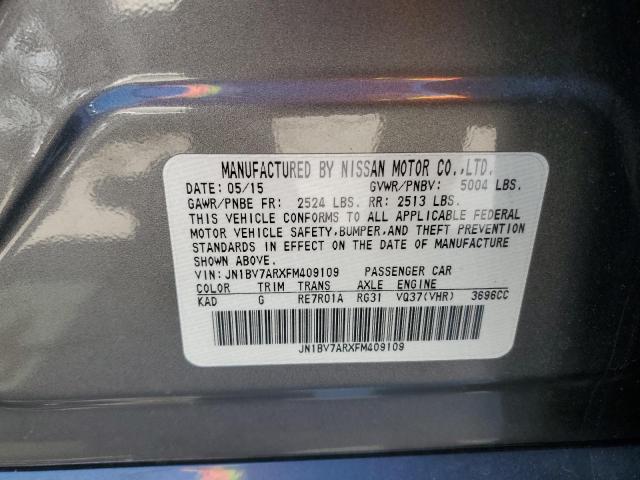 MANUFACTURED BY NISSAN MOTOR CO.,LTD.
DATE: 05/15 GVWR/PNBV: 5004 LBS.
GAWR/PNBE FR: 2524 LBS. RR: 2513 LBS.
THIS VEHICLE CONFORMS TO ALL APPLICABLE FEDERAL
MOTOR VEHICLE SAFETY,BUMPER,AND THEFT PREVENTION
STANDARDS IN EFFECT ON THE DATE OF MANUFACTURE
SHOWN ABOVE.
VIN: JN1BV7ARXFM409109 PASSENGER CAR
COLOR TRIM TRANS AXLE ENGINE
KAD G RE7R01A RG31 VQ37(VHR) 3696CC
JN1BV7ARXFM409109